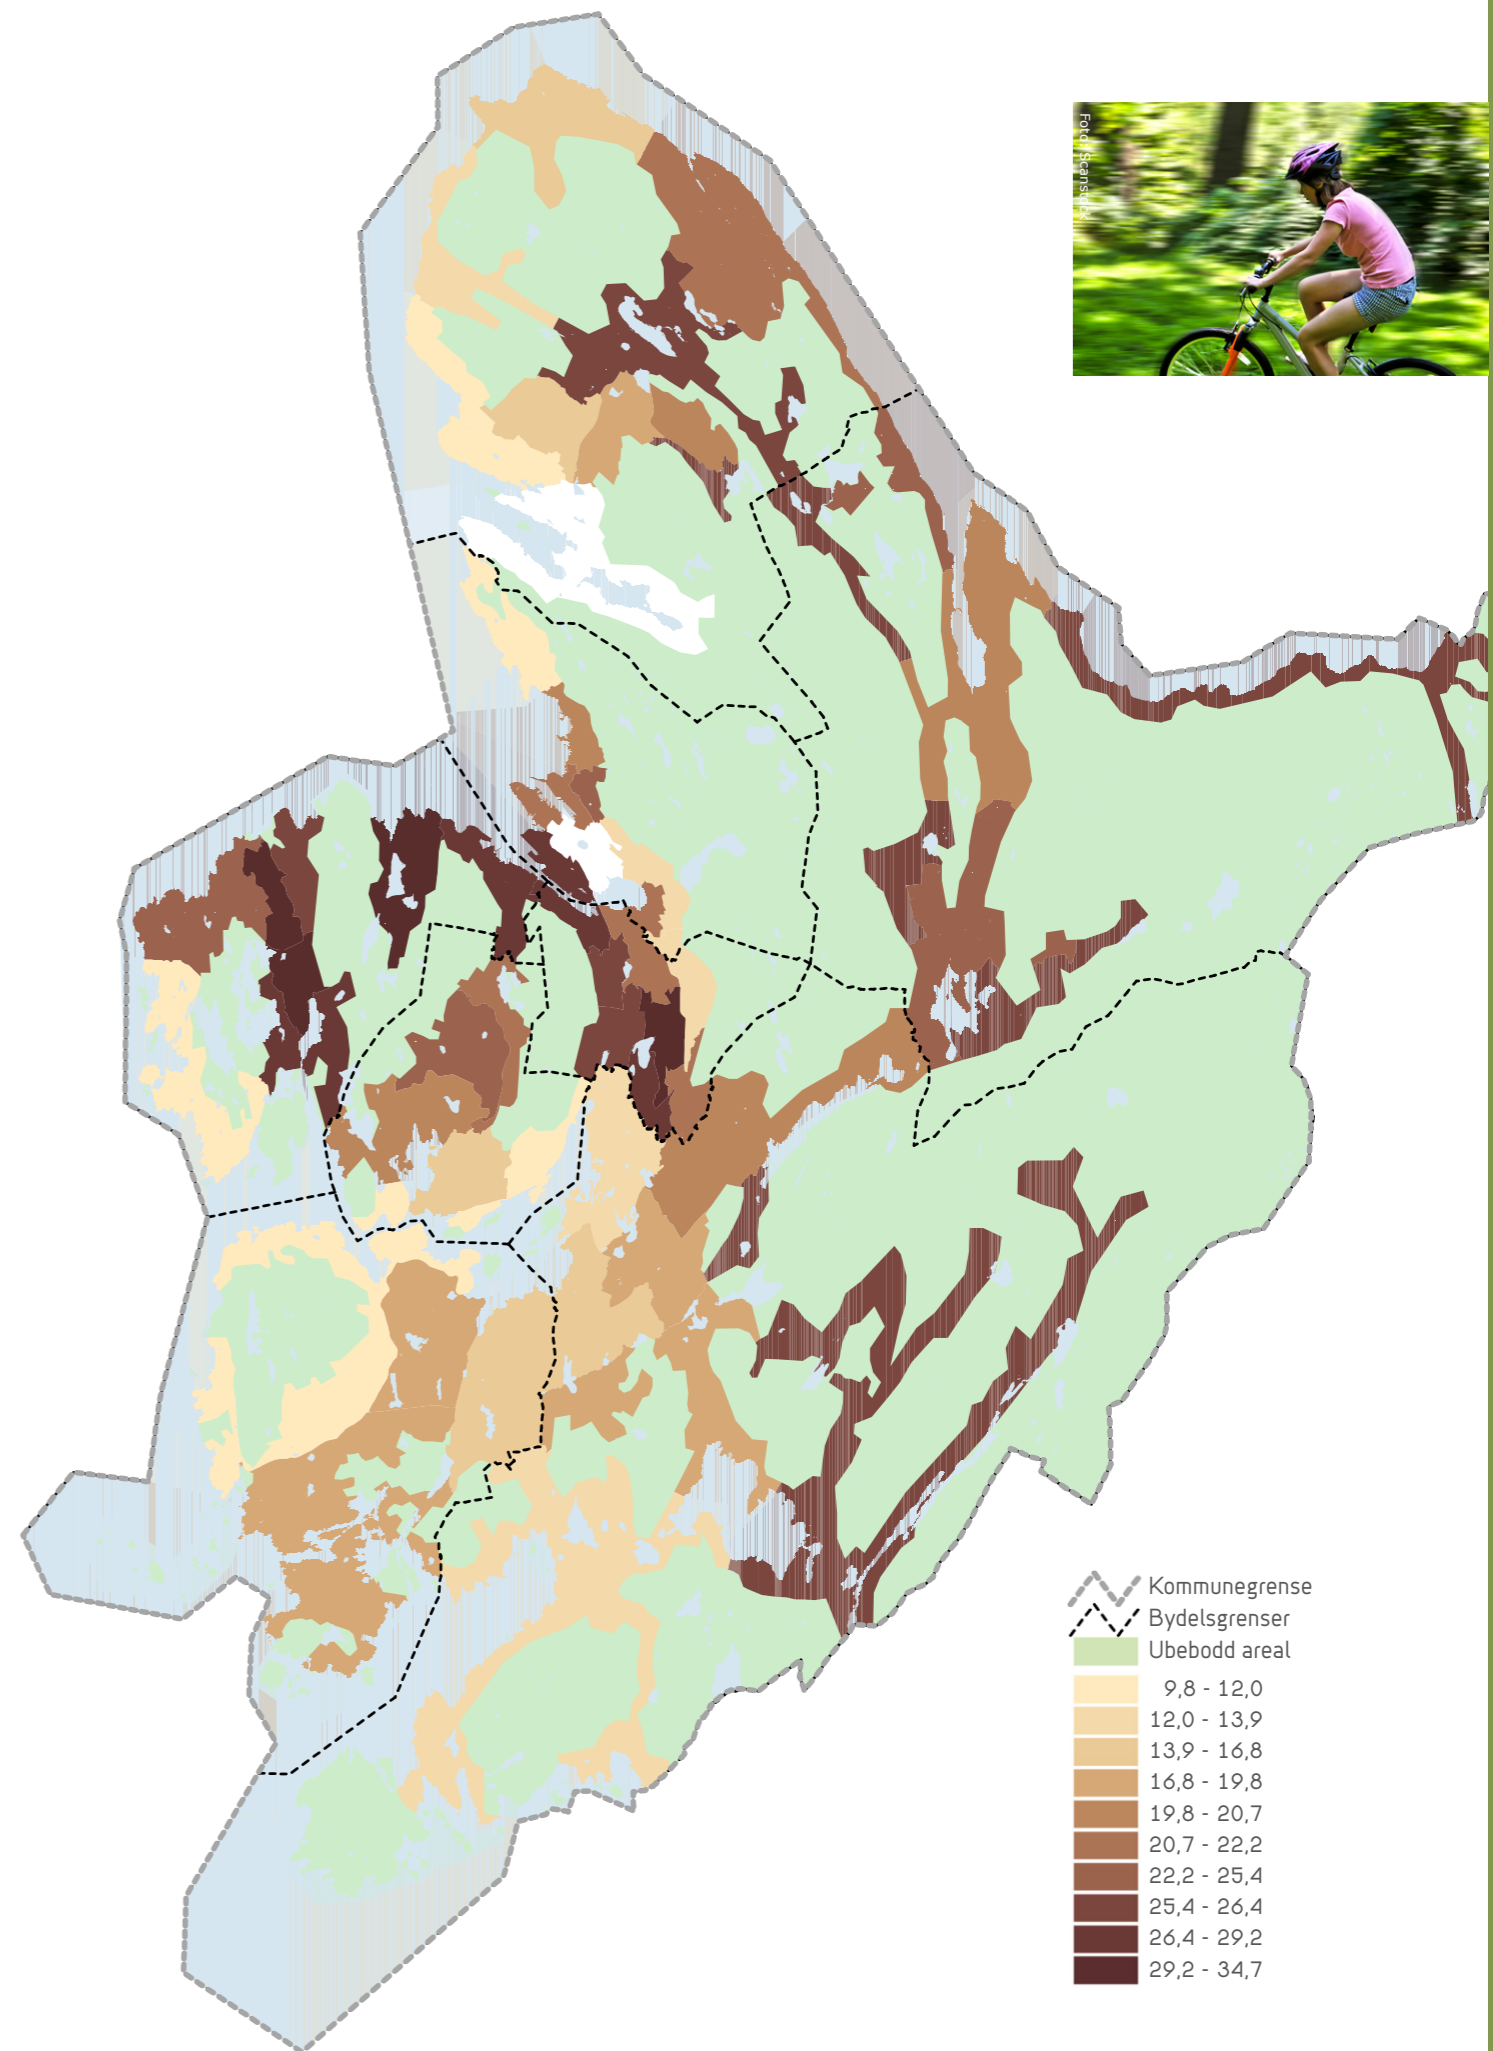 Foto: Scanstock
Kommunegrense
Bydelsgrenser
Ubebodd areal
9,8 - 12,0
12,0 - 13,9
13,9 - 16,8
16,8 - 19,8
19,8 - 20,7
20,7 - 22,2
22,2 - 25,4
25,4 - 26,4
26,4 - 29,2
29,2 - 34,7